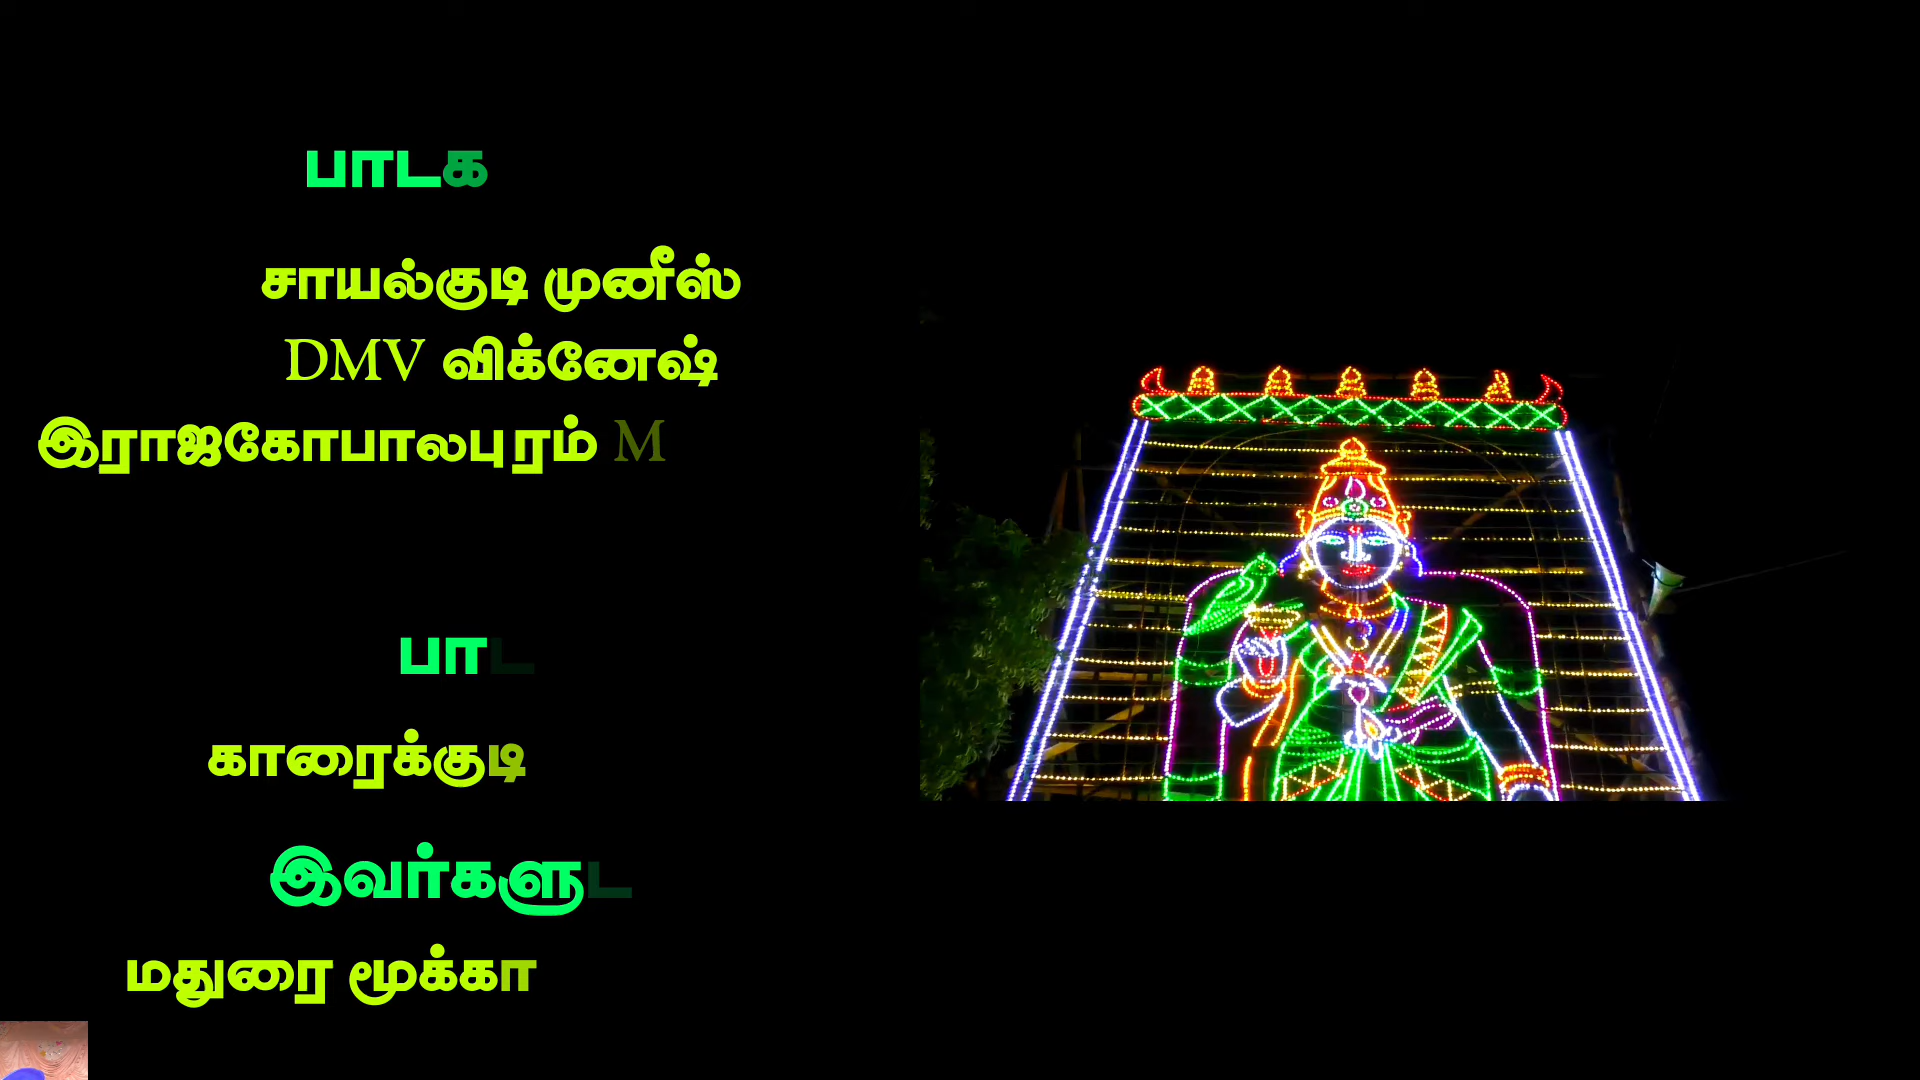 பாடக
சாயல்குடி முனீஸ்
DMV விக்னேஷ்
இராஜகோபாலபுரம் M
பாட
காரைக்குடி
இவர்களுட
மதுரை மூக்கா